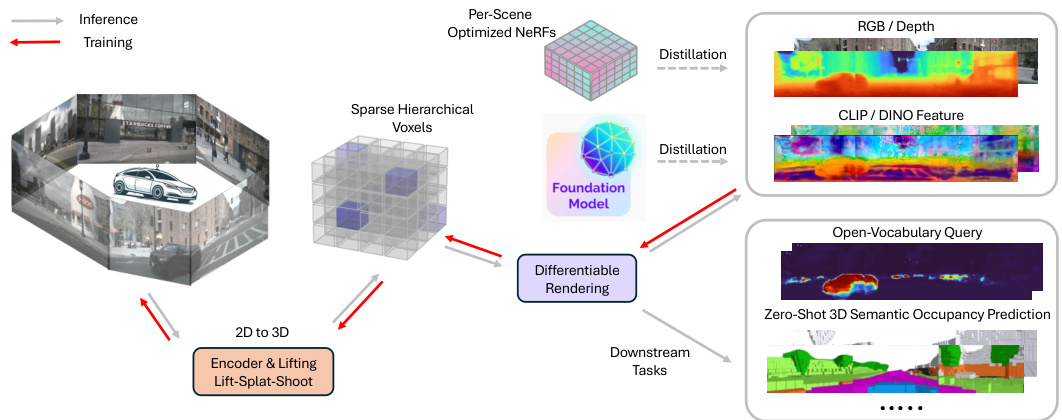 Inference
Training
Per-Scene
Optimized NeRFs
Distillation
RGB / Depth
STARBUCKS COFFEE
Sparse Hierarchical
Voxels
CLIP / DINO Feature
Distillation
Foundation
Model
Differentiable
Rendering
Open-Vocabulary Query
2D to 3D
Encoder & Lifting
Lift-Splat-Shoot
Zero-Shot 3D Semantic Occupancy Prediction
Downstream
Tasks